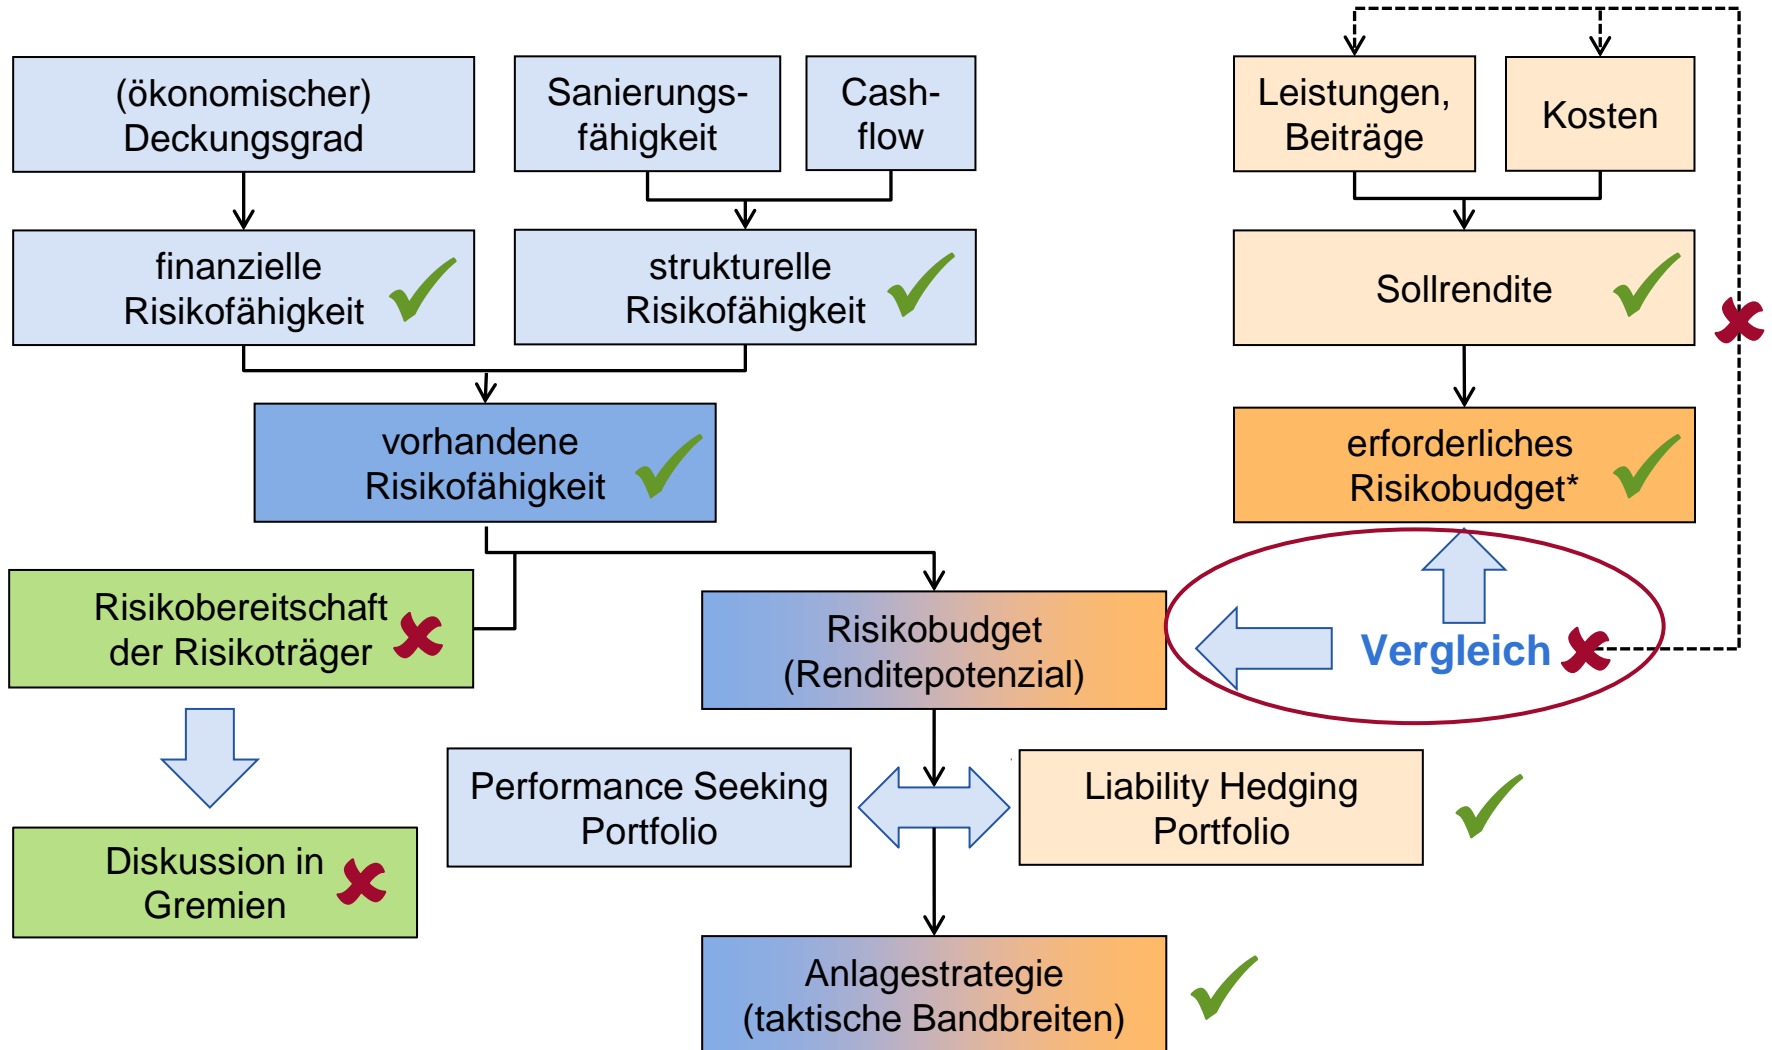 (ökonomischer)
Deckungsgrad
Sanierungs-
fähigkeit
Cash-
flow
Leistungen,
Beiträge
Kosten
finanzielle
Risikofähigkeit
strukturelle
Risikofähigkeit
Sollrendite
vorhandene
Risikofähigkeit
erforderliches
Risikobudget*
Risikobereitschaft
der Risikoträger
Risikobudget
(Renditepotenzial)
Vergleich
Performance Seeking
Portfolio
Liability Hedging
Portfolio
Diskussion in
Gremien
Anlagestrategie
(taktische Bandbreiten)